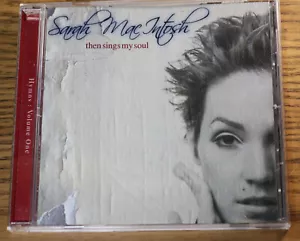 Sarah MacIntosh
then sings my soul
Hymns : Volume One